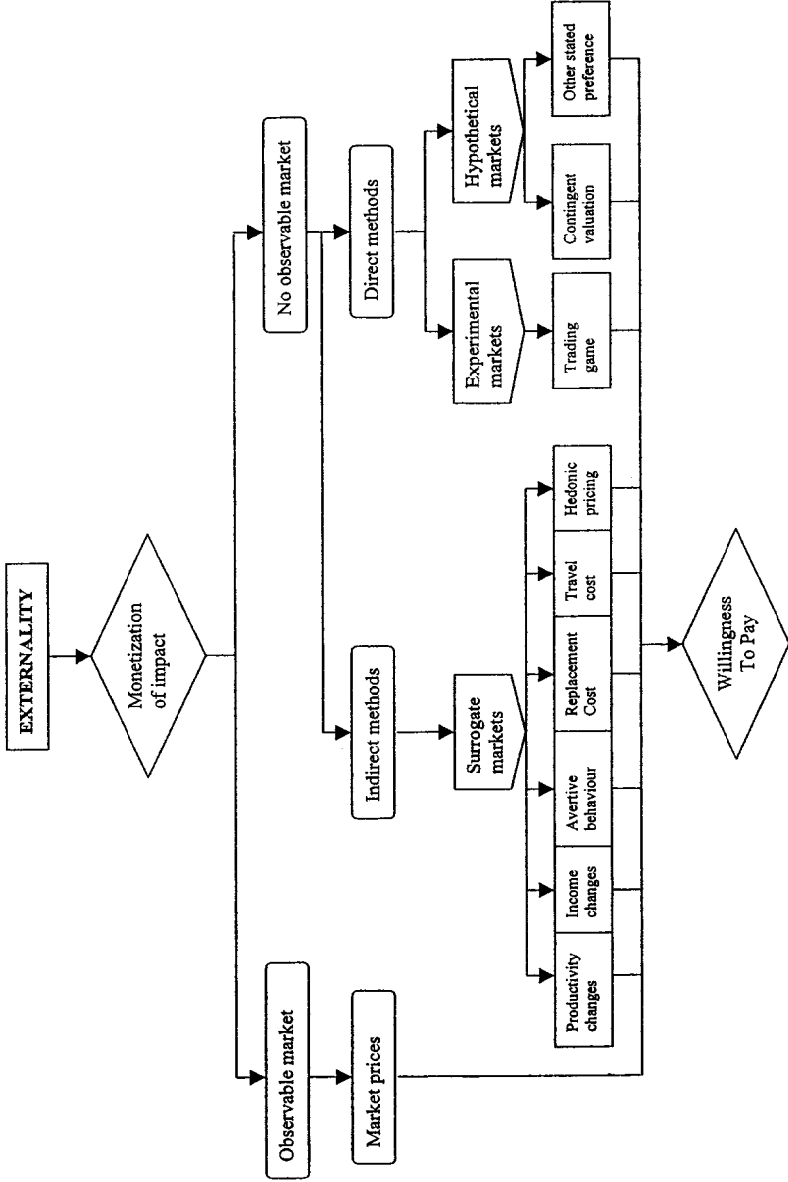 EXTERNALITY
Monetization
of impact
Observable market
No observable market
Market prices
Indirect methods
Direct methods
Surrogate
markets
Experimental
markets
Hypothetical
markets
Productivity
changes
Income
changes
Avertive
behaviour
Replacement
Cost
Travel
cost
Hedonic
pricing
Trading
game
Contingent
valuation
Other stated
preference
Willingness
To Pay